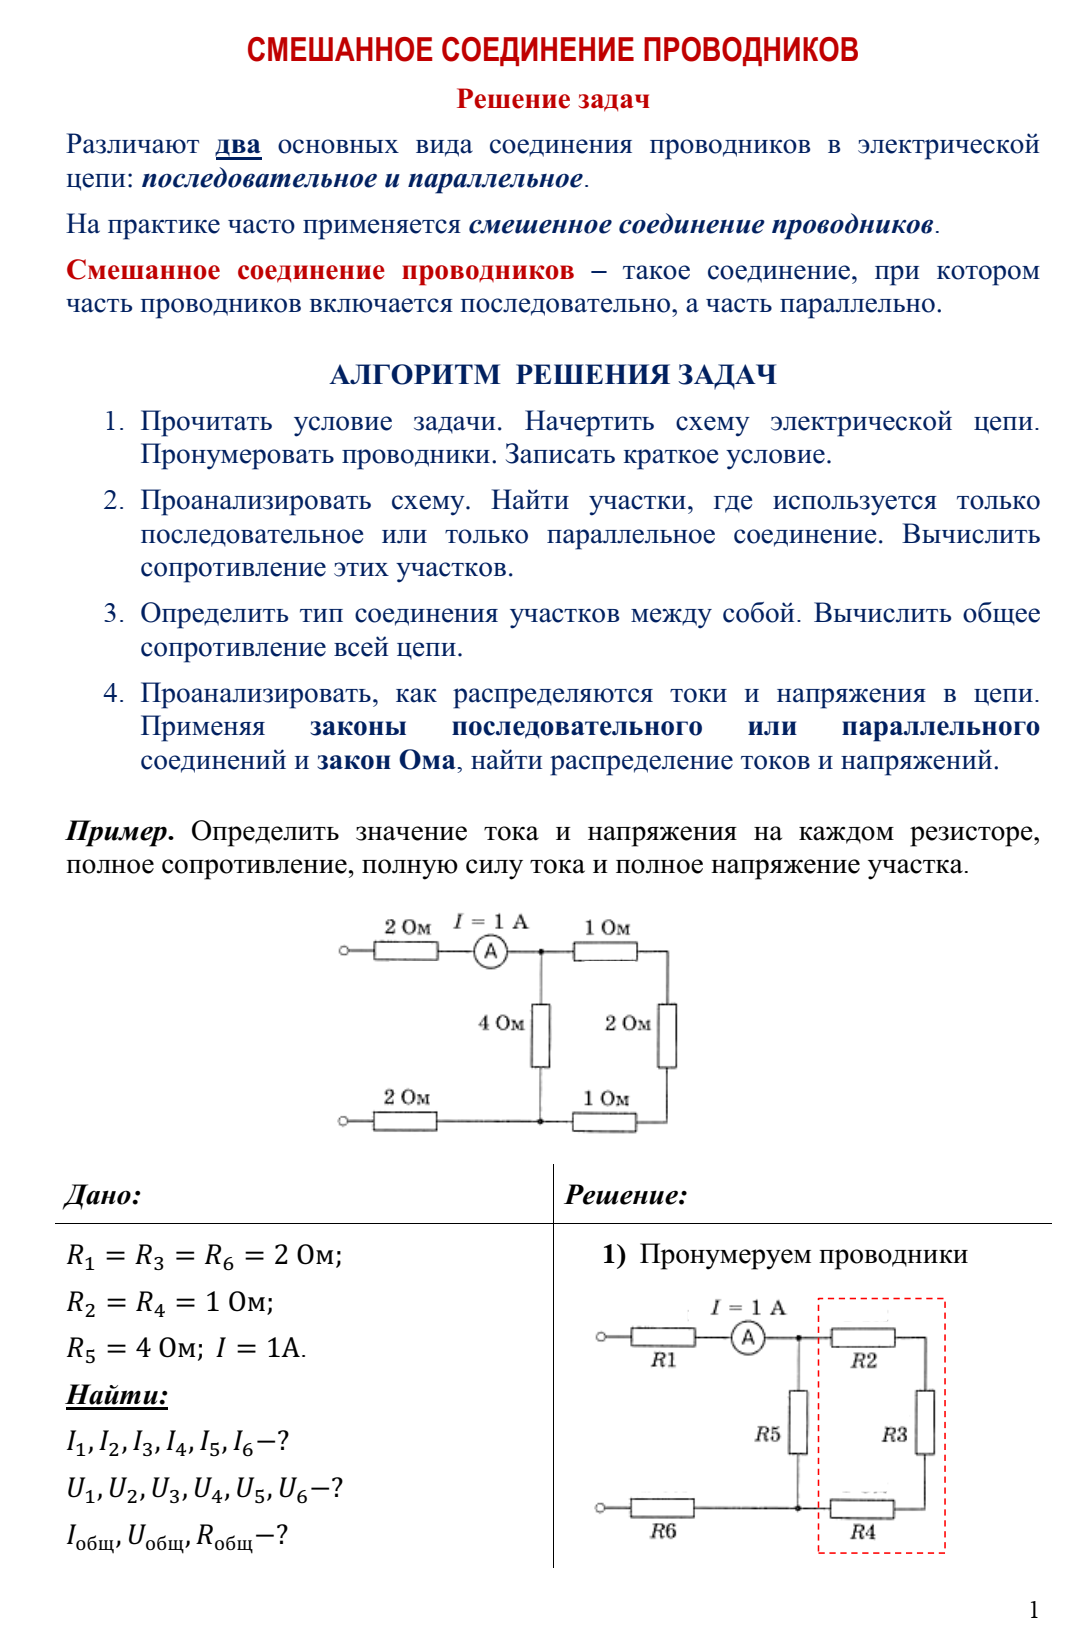 СМЕШАННОЕ СОЕДИНЕНИЕ ПРОВОДНИКОВ
Решение задач
Различают два основных вида соединения проводников в электрической
цепи: последовательное и параллельное.
На практике часто применяется смешенное соединение проводников.
Смешанное соединение проводников – такое соединение, при котором
часть проводников включается последовательно, а часть параллельно.
АЛГОРИТМ РЕШЕНИЯ ЗАДАЧ
1. Прочитать условие задачи. Начертить схему электрической цепи.
Пронумеровать проводники. Записать краткое условие.
2. Проанализировать схему. Найти участки, где используется только
последовательное или только параллельное соединение. Вычислить
сопротивление этих участков.
3. Определить тип соединения участков между собой. Вычислить общее
сопротивление всей цепи.
4. Проанализировать, как распределяются токи и напряжения в цепи.
Применяя законы последовательного или параллельного
соединений и закон Ома, найти распределение токов и напряжений.
Пример. Определить значение тока и напряжения на каждом резисторе,
полное сопротивление, полную силу тока и полное напряжение участка.
2 Ом I = 1 А 1 Ом
А
4 Ом 2 Ом
2 Ом 1 Ом
Дано:
R₁ = R₃ = R₆ = 2 Ом;
R₂ = R₄ = 1 Ом;
R₅ = 4 Ом; I = 1А.
Найти:
I₁, I₂, I₃, I₄, I₅, I₆−?
U₁, U₂, U₃, U₄, U₅, U₆−?
Iобщ, Uобщ, Rобщ−?
Решение:
1) Пронумеруем проводники
I = 1 А
А
R1 R2
R5 R3
R6 R4
1